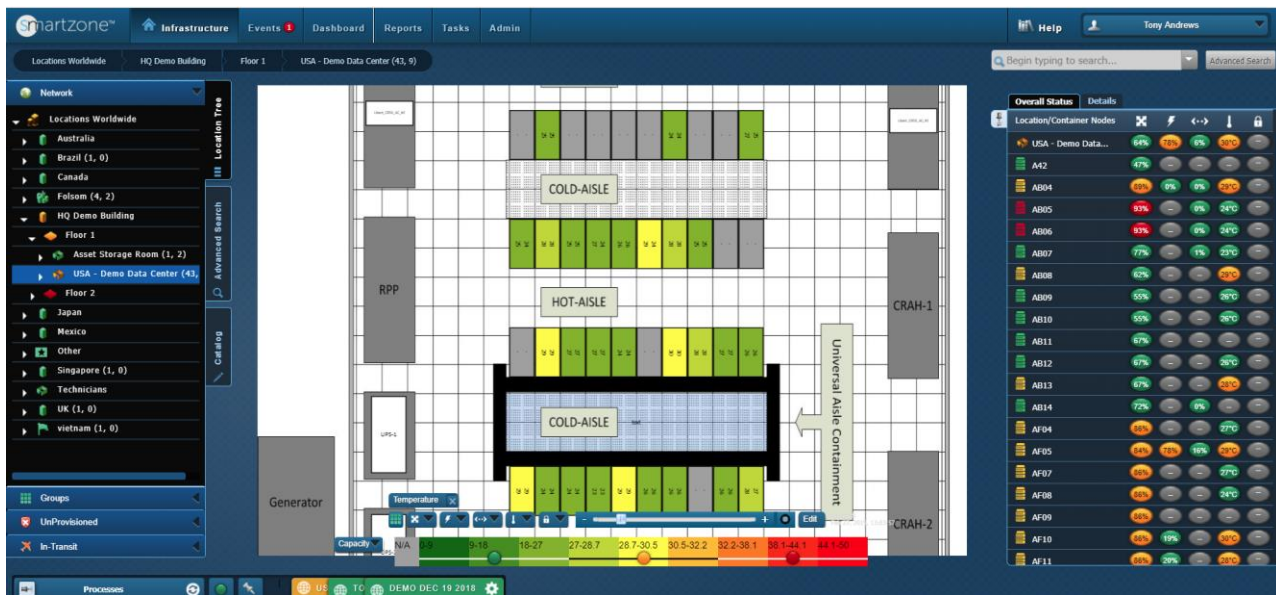 smartzone™
Infrastructure
Events 1
Dashboard
Reports
Tasks
Admin
Help
Tony Andrews
Locations Worldwide
HQ Demo Building
Floor 1
USA - Demo Data Center (43, 9)
Begin typing to search...
Advanced Search
Network
Locations Worldwide
Australia
Brazil (1, 0)
Canada
Folsom (4, 2)
HQ Demo Building
Floor 1
Asset Storage Room (1, 2)
USA - Demo Data Center (43,
Floor 2
Japan
Mexico
Other
Singapore (1, 0)
Technicians
UK (1, 0)
vietnam (1, 0)
Groups
UnProvisioned
In-Transit
Location Tree
Advanced Search
Catalog
COLD-AISLE
RPP
HOT-AISLE
CRAH-1
Universal Aisle Containment
COLD-AISLE
UPS-1
Generator
CRAH-2
Temperature
Edit
Capacity
N/A 0-9 9-18 18-27 27-28.7 28.7-30.5 30.5-32.2 32.2-38.1 38.1-44.1 44.1-50
Overall Status Details
Location/Container Nodes
USA - Demo Data... 64% 78% 6% 30°C
A42 47%
AB04 89% 0% 0% 29°C
AB05 93% 0% 24°C
AB06 93% 0% 24°C
AB07 77% 1% 23°C
AB08 62% 29°C
AB09 55% 26°C
AB10 55% 26°C
AB11 67%
AB12 67% 26°C
AB13 67% 28°C
AB14 72% 0%
AF04 86% 27°C
AF05 84% 78% 16% 29°C
AF07 86% 27°C
AF08 86% 24°C
AF09 86%
AF10 86% 19% 30°C
AF11 86% 20% 28°C
Processes
US
TO
DEMO DEC 19 2018